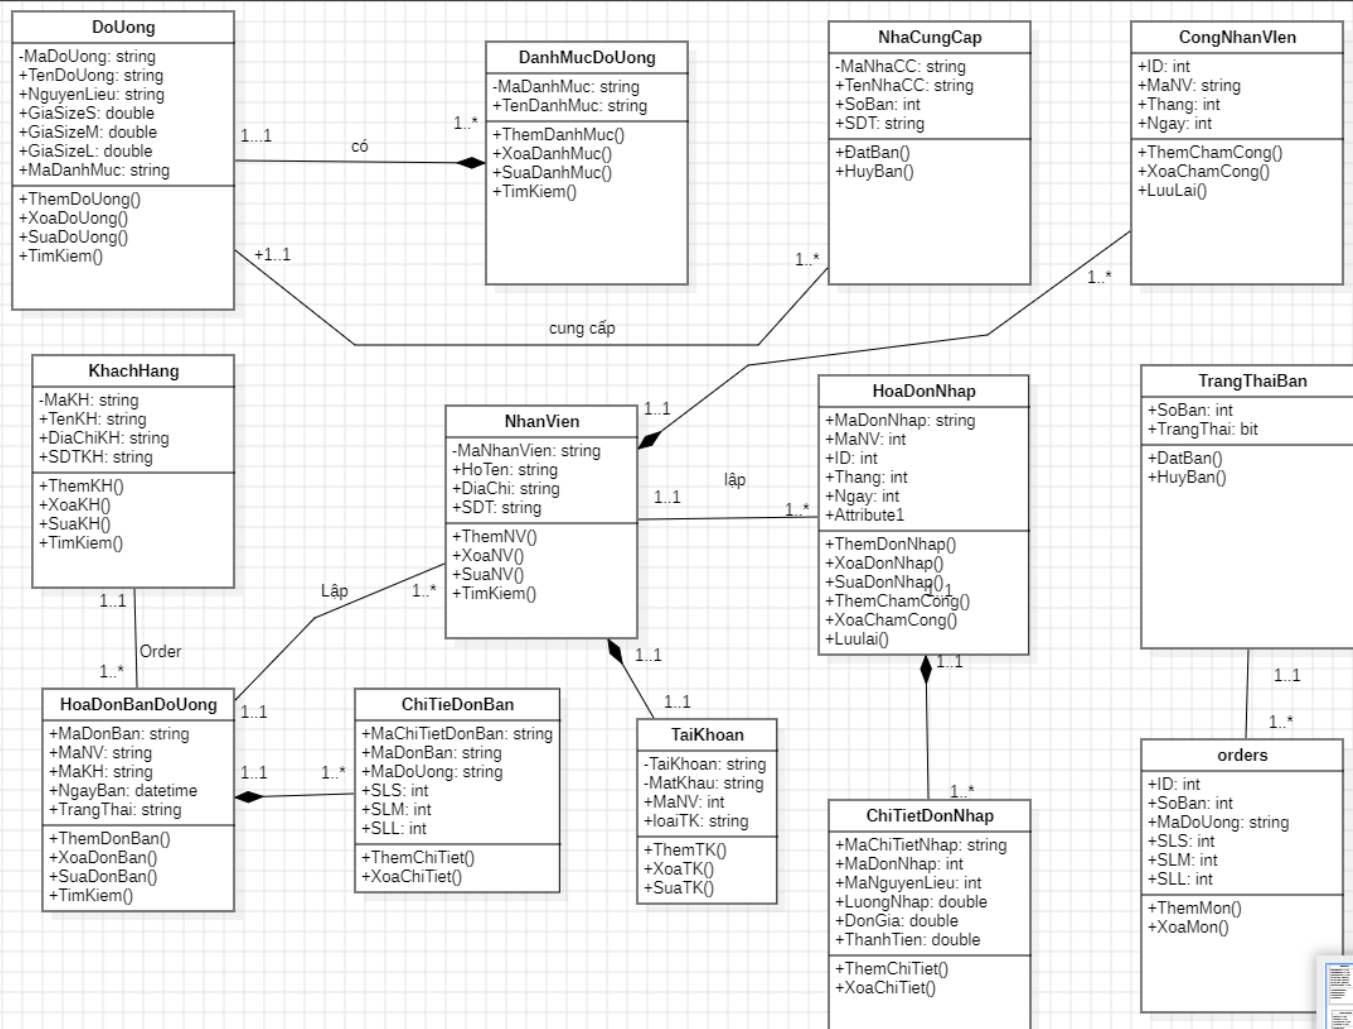 DoUong
-MaDoUong: string
+TenDoUong: string
+NguyenLieu: string
+GiaSizeS: double
+GiaSizeM: double
+GiaSizeL: double
+MaDanhMuc: string
+ThemDoUong()
+XoaDoUong()
+SuaDoUong()
+TimKiem()
1...1
có
1..*
DanhMucDoUong
-MaDanhMuc: string
+TenDanhMuc: string
+ThemDanhMuc()
+XoaDanhMuc()
+SuaDanhMuc()
+TimKiem()
NhaCungCap
-MaNhaCC: string
+TenNhaCC: string
+SoBan: int
+SDT: string
+ĐatBan()
+HuyBan()
CongNhanVIen
+ID: int
+MaNV: string
+Thang: int
+Ngay: int
+ThemChamCong()
+XoaChamCong()
+LuuLai()
+1..1
cung cấp
1..*
1..*
KhachHang
-MaKH: string
+TenKH: string
+DiaChiKH: string
+SDTKH: string
+ThemKH()
+XoaKH()
+SuaKH()
+TimKiem()
NhanVien
-MaNhanVien: string
+HoTen: string
+DiaChi: string
+SDT: string
+ThemNV()
+XoaNV()
+SuaNV()
+TimKiem()
1..1
lập
1..1
1..*
HoaDonNhap
+MaDonNhap: string
+MaNV: int
+ID: int
+Thang: int
+Ngay: int
+Attribute1
+ThemDonNhap()
+XoaDonNhap()
+SuaDonNhap()
1..1
+ThemChamCong()
+XoaChamCong()
+Luulai()
TrangThaiBan
+SoBan: int
+TrangThai: bit
+DatBan()
+HuyBan()
1..1
Order
1..*
Lập
1..*
1..1
HoaDonBanDoUong
+MaDonBan: string
+MaNV: string
+MaKH: string
+NgayBan: datetime
+TrangThai: string
+ThemDonBan()
+XoaDonBan()
+SuaDonBan()
+TimKiem()
1..1
1..*
ChiTieDonBan
+MaChiTietDonBan: string
+MaDonBan: string
+MaDoUong: string
+SLS: int
+SLM: int
+SLL: int
+ThemChiTiet()
+XoaChiTiet()
1..1
1..1
TaiKhoan
-TaiKhoan: string
-MatKhau: string
+MaNV: int
+loaiTK: string
+ThemTK()
+XoaTK()
+SuaTK()
1..1
1..*
ChiTietDonNhap
+MaChiTietNhap: string
+MaDonNhap: int
+MaNguyenLieu: int
+LuongNhap: double
+DonGia: double
+ThanhTien: double
+ThemChiTiet()
+XoaChiTiet()
1..1
1..*
orders
+ID: int
+SoBan: int
+MaDoUong: string
+SLS: int
+SLM: int
+SLL: int
+ThemMon()
+XoaMon()